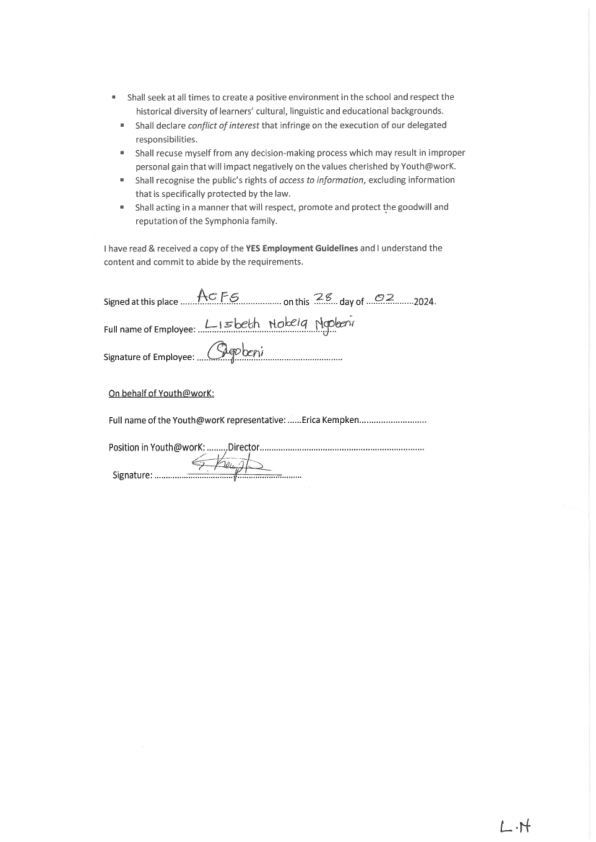 ▪ Shall seek at all times to create a positive environment in the school and respect the
historical diversity of learners' cultural, linguistic and educational backgrounds.
▪ Shall declare conflict of interest that infringe on the execution of our delegated
responsibilities.
▪ Shall recuse myself from any decision-making process which may result in improper
personal gain that will impact negatively on the values cherished by Youth@worK.
▪ Shall recognise the public's rights of access to information, excluding information
that is specifically protected by the law.
▪ Shall acting in a manner that will respect, promote and protect the goodwill and
reputation of the Symphonia family.
I have read & received a copy of the YES Employment Guidelines and I understand the
content and commit to abide by the requirements.
Signed at this place ACFS on this 28 day of 02 2024.
Full name of Employee: Lisbeth Nobela Ngobeni
Signature of Employee: Ngobeni
On behalf of Youth@worK:
Full name of the Youth@worK representative: ......Erica Kempken...........................
Position in Youth@worK: ........Director.........................................................
Signature:
L.N